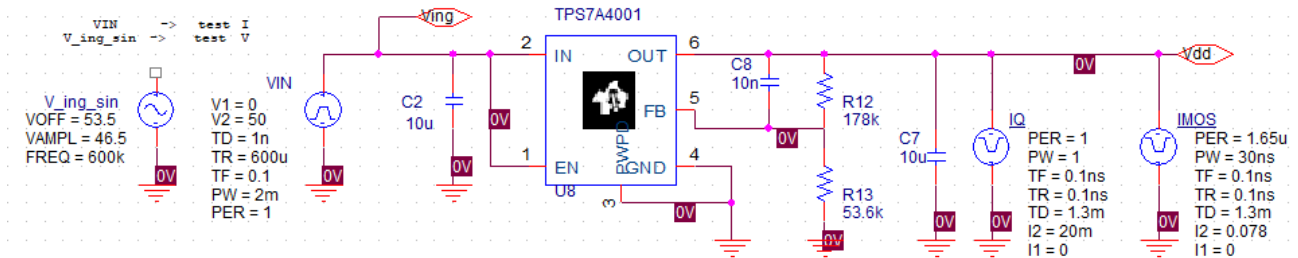 VIN -> test I
V_ing_sin -> test V
V_ing_sin
VOFF = 53.5
VAMPL = 46.5
FREQ = 600k
0V
VIN
V1 = 0
V2 = 50
TD = 1n
TR = 600u
TF = 0.1
PW = 2m
PER = 1
0V
Ving
C2
10u
0V
0V
TPS7A4001
2
IN
OUT
6
FB
5
1
EN
PWPD
GND
4
U8
3
0V
C8
10n
R12
178k
0V
R13
53.6k
0V
C7
10u
0V
0V
Vdd
IQ
PER = 1
PW = 1
TF = 0.1ns
TR = 0.1ns
TD = 1.3m
I2 = 20m
I1 = 0
0V
IMOS
PER = 1.65u
PW = 30ns
TF = 0.1ns
TR = 0.1ns
TD = 1.3m
I2 = 0.078
I1 = 0
0V